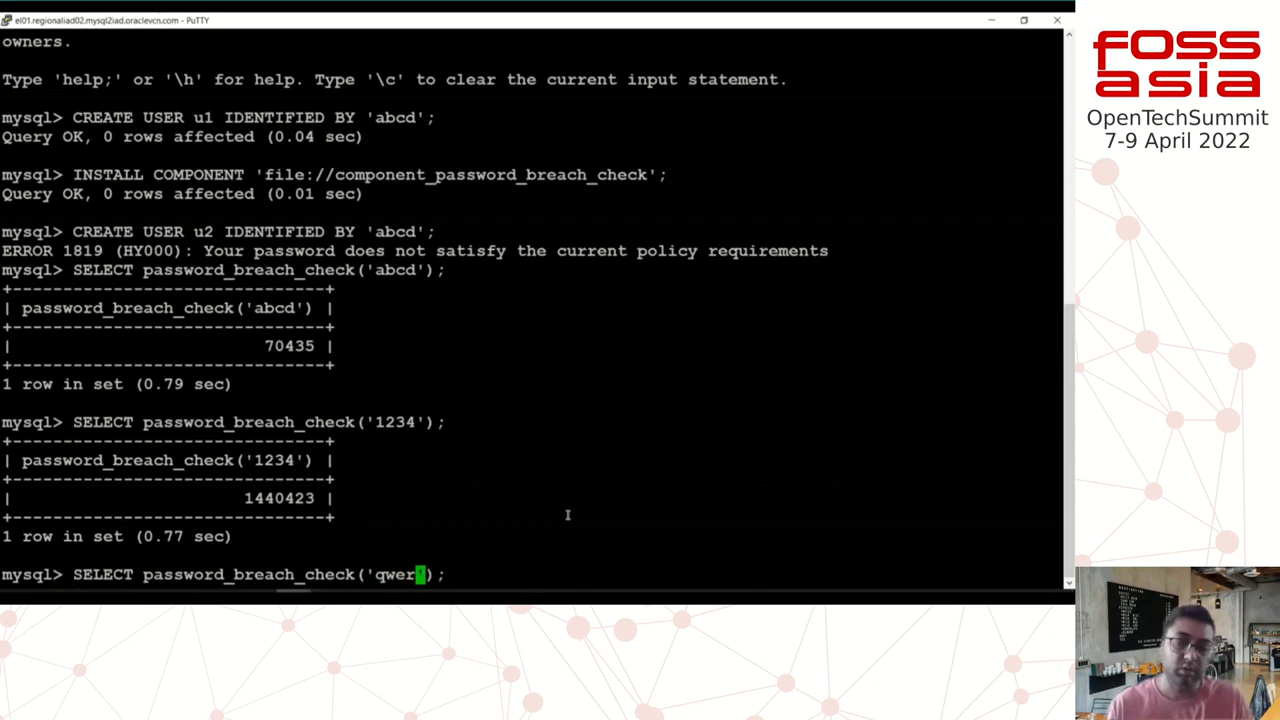 el01.regionaliad02.mysql2iad.oraclevcn.com - PuTTY
owners.
Type 'help;' or '\h' for help. Type '\c' to clear the current input statement.
mysql> CREATE USER u1 IDENTIFIED BY 'abcd';
Query OK, 0 rows affected (0.04 sec)
mysql> INSTALL COMPONENT 'file://component_password_breach_check';
Query OK, 0 rows affected (0.01 sec)
mysql> CREATE USER u2 IDENTIFIED BY 'abcd';
ERROR 1819 (HY000): Your password does not satisfy the current policy requirements
mysql> SELECT password_breach_check('abcd');
+-------------------------------+
| password_breach_check('abcd') |
+-------------------------------+
|                         70435 |
+-------------------------------+
1 row in set (0.79 sec)
mysql> SELECT password_breach_check('1234');
+-------------------------------+
| password_breach_check('1234') |
+-------------------------------+
|                       1440423 |
+-------------------------------+
1 row in set (0.77 sec)
mysql> SELECT password_breach_check('qwer');
FOSS
asia
OpenTechSummit
7-9 April 2022